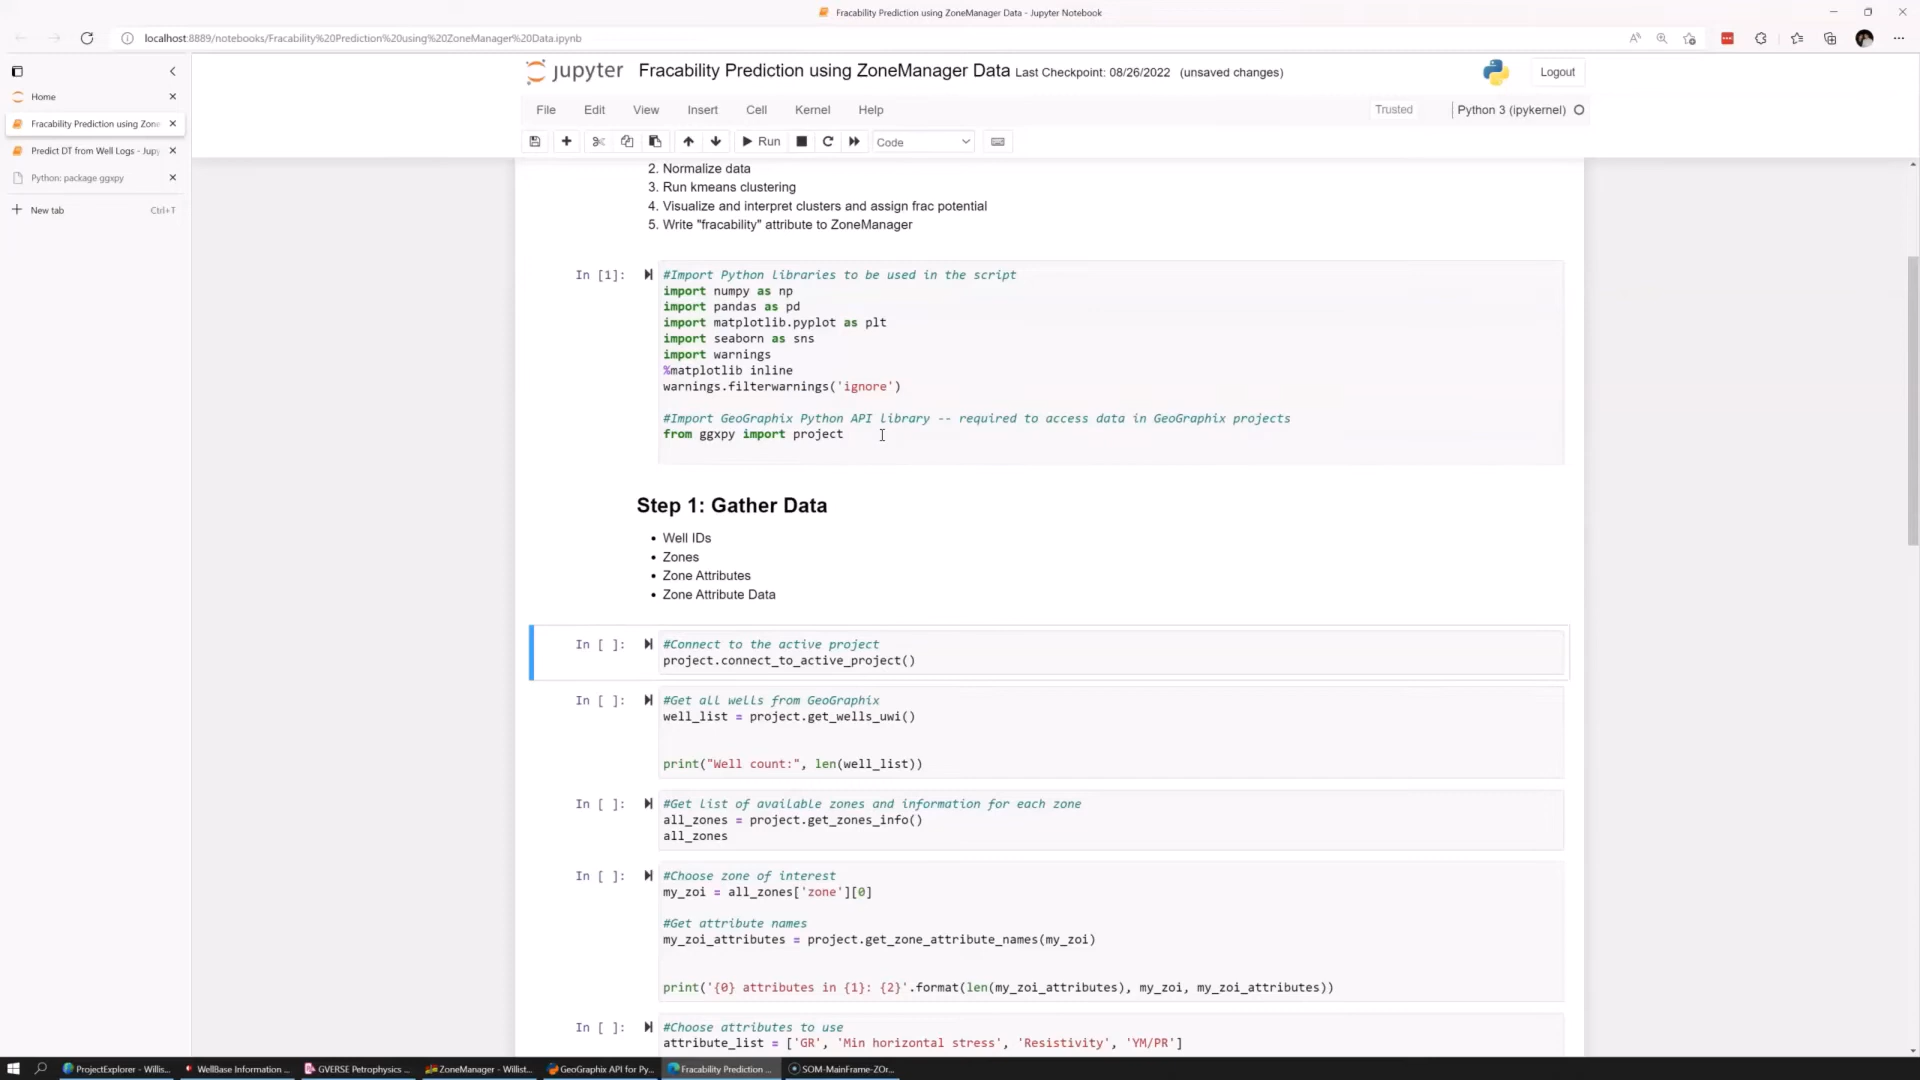 Fracability Prediction using ZoneManager Data - Jupyter Notebook
localhost:8889/notebooks/Fracability%20Prediction%20using%20ZoneManager%20Data.ipynb
Home
Fracability Prediction using Zone
Predict DT from Well Logs - Jupy
Python: package ggxpy
New tab Ctrl+T
jupyter Fracability Prediction using ZoneManager Data Last Checkpoint: 08/26/2022 (unsaved changes)
Logout
File Edit View Insert Cell Kernel Help
Trusted
Python 3 (ipykernel)
Run
Code
2. Normalize data
3. Run kmeans clustering
4. Visualize and interpret clusters and assign frac potential
5. Write "fracability" attribute to ZoneManager
In [1]:
#Import Python libraries to be used in the script
import numpy as np
import pandas as pd
import matplotlib.pyplot as plt
import seaborn as sns
import warnings
%matplotlib inline
warnings.filterwarnings('ignore')
#Import GeoGraphix Python API library -- required to access data in GeoGraphix projects
from ggxpy import project
Step 1: Gather Data
• Well IDs
• Zones
• Zone Attributes
• Zone Attribute Data
In [ ]:
#Connect to the active project
project.connect_to_active_project()
In [ ]:
#Get all wells from GeoGraphix
well_list = project.get_wells_uwi()
print("Well count:", len(well_list))
In [ ]:
#Get list of available zones and information for each zone
all_zones = project.get_zones_info()
all_zones
In [ ]:
#Choose zone of interest
my_zoi = all_zones['zone'][0]
#Get attribute names
my_zoi_attributes = project.get_zone_attribute_names(my_zoi)
print('{0} attributes in {1}: {2}'.format(len(my_zoi_attributes), my_zoi, my_zoi_attributes))
In [ ]:
#Choose attributes to use
attribute_list = ['GR', 'Min horizontal stress', 'Resistivity', 'YM/PR']
ProjectExplorer - Willis...
WellBase Information ...
GVERSE Petrophysics ...
ZoneManager - Willist...
GeoGraphix API for Py...
Fracability Prediction ...
SOM-MainFrame-ZOr...